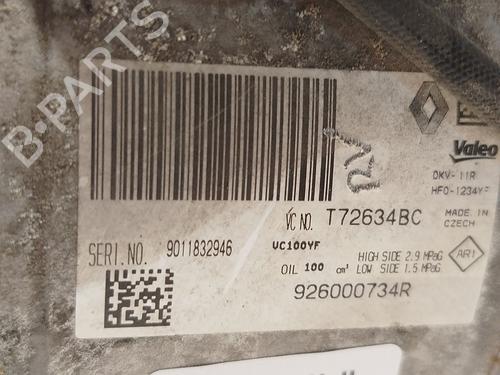 B-PARTS
Valeo
DKV-11R
HFO-1234YF
VC NO. T72634BC
MADE IN
CZECH
SERI.NO. 9011832946
VC100YF
HIGH SIDE 2.9 MPaG
OIL 100 cm³ LOW SIDE 1.5 MPaG
ARI
926000734R